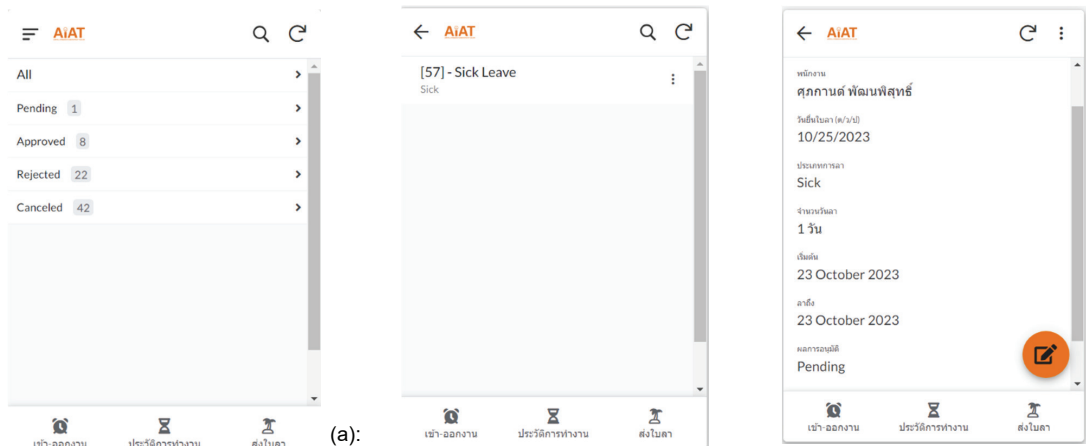 AiAT
All
Pending 1
Approved 8
Rejected 22
Canceled 42
เข้า-ออกงาน ประวัติการทำงาน ส่งใบลา
(a):
AiAT
[57] - Sick Leave
Sick
เข้า-ออกงาน ประวัติการทำงาน ส่งใบลา
AiAT
พนักงาน
ศุภกานต์ พัฒนพิสุทธิ์
วันยื่นใบลา (ด/ว/ป)
10/25/2023
ประเภทการลา
Sick
จำนวนวันลา
1 วัน
เริ่มต้น
23 October 2023
ลาถึง
23 October 2023
ผลการอนุมัติ
Pending
เข้า-ออกงาน ประวัติการทำงาน ส่งใบลา